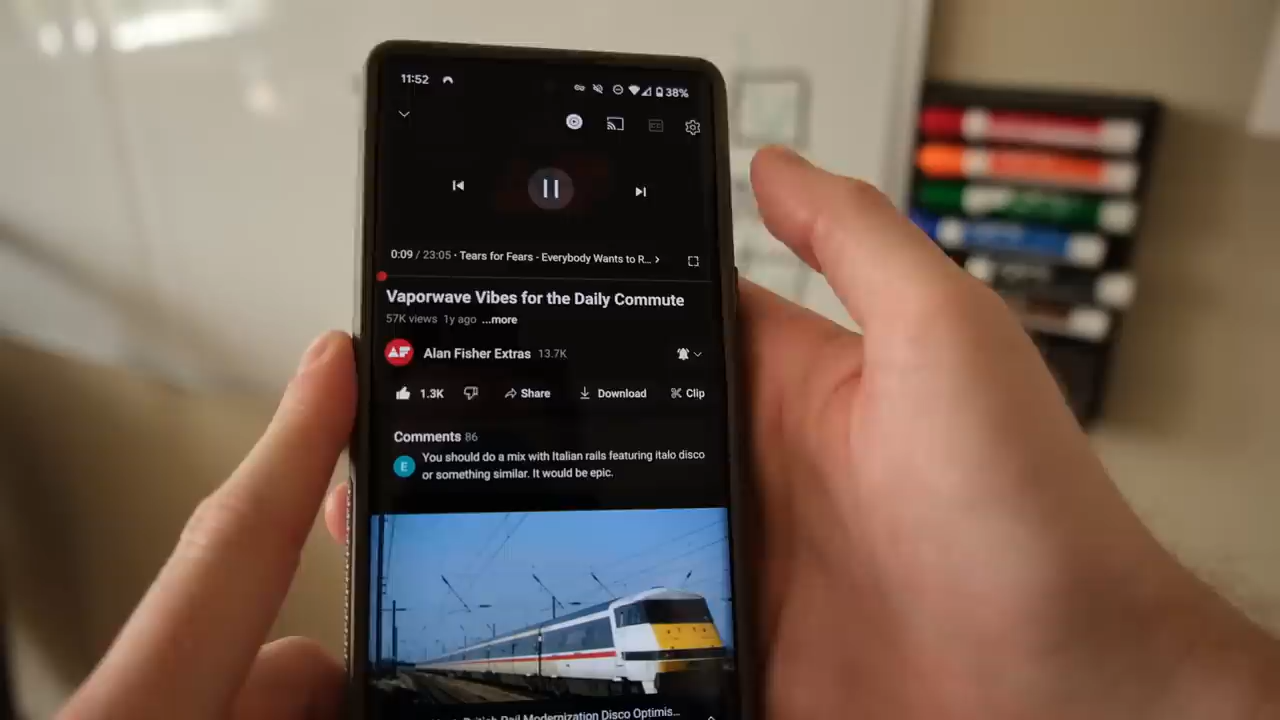 11:52
38%
CC
0:09 / 23:05 · Tears for Fears - Everybody Wants to R...
Vaporwave Vibes for the Daily Commute
57K views 1y ago ...more
AF
Alan Fisher Extras 13.7K
1.3K Share Download Clip
Comments 86
E
You should do a mix with Italian rails featuring italo disco
or something similar. It would be epic.
British Rail Modernization Disco Optimis...